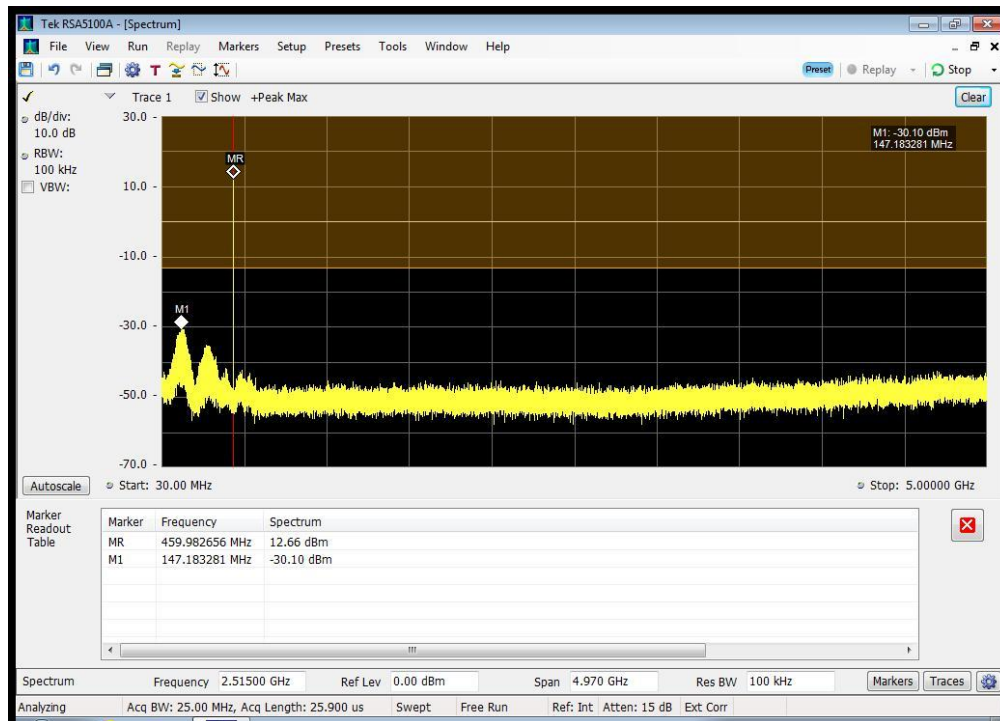 Tek RSA5100A - [Spectrum]
File View Run Replay Markers Setup Presets Tools Window Help
T Preset Replay Stop
Trace 1 Show +Peak Max Clear
dB/div:
10.0 dB
RBW:
100 kHz
VBW:
30.0
10.0
-10.0
-30.0
-50.0
-70.0
M1: -30.10 dBm
147.183281 MHz
MR
M1
Autoscale Start: 30.00 MHz Stop: 5.00000 GHz
Marker Readout Table
Marker Frequency Spectrum
MR 459.982656 MHz 12.66 dBm
M1 147.183281 MHz -30.10 dBm
Spectrum Frequency 2.51500 GHz Ref Lev 0.00 dBm Span 4.970 GHz Res BW 100 kHz Markers Traces
Analyzing Acq BW: 25.00 MHz, Acq Length: 25.900 us Swept Free Run Ref: Int Atten: 15 dB Ext Corr